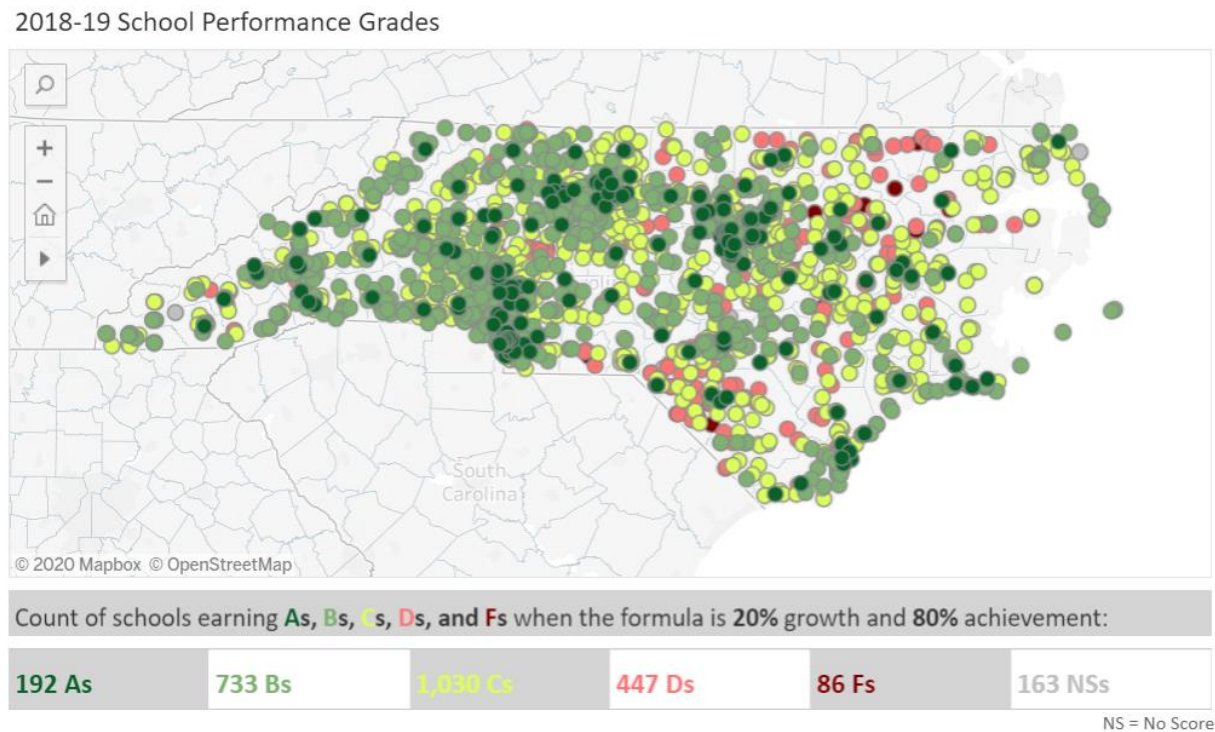 2018-19 School Performance Grades
South
Carolina
© 2020 Mapbox © OpenStreetMap
Count of schools earning As, Bs, Cs, Ds, and Fs when the formula is 20% growth and 80% achievement:
192 As 733 Bs 1,030 Cs 447 Ds 86 Fs 163 NSs
NS = No Score